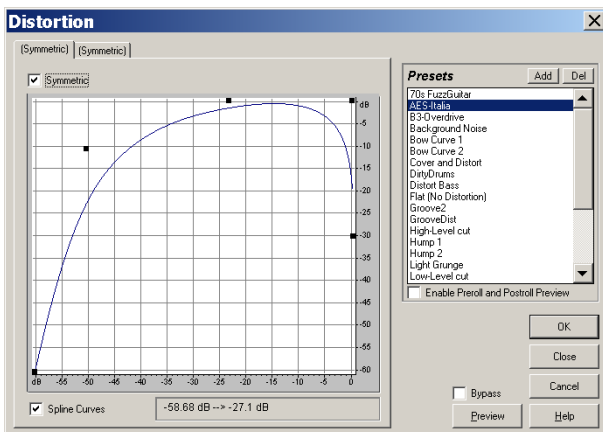 Distortion
(Symmetric) (Symmetric)
Symmetric
dB
-5
-10
-15
-20
-25
-30
-35
-40
-45
-50
-55
-60
dB -55 -50 -45 -40 -35 -30 -25 -20 -15 -10 -5 0
Spline Curves
-58.68 dB --> -27.1 dB
Presets
Add
Del
70s FuzzGuitar
AES-Italia
B3-Overdrive
Background Noise
Bow Curve 1
Bow Curve 2
Cover and Distort
DirtyDrums
Distort Bass
Flat (No Distortion)
Groove2
GrooveDist
High-Level cut
Hump 1
Hump 2
Light Grunge
Low-Level cut
Enable Preroll and Postroll Preview
OK
Close
Bypass
Cancel
Preview
Help